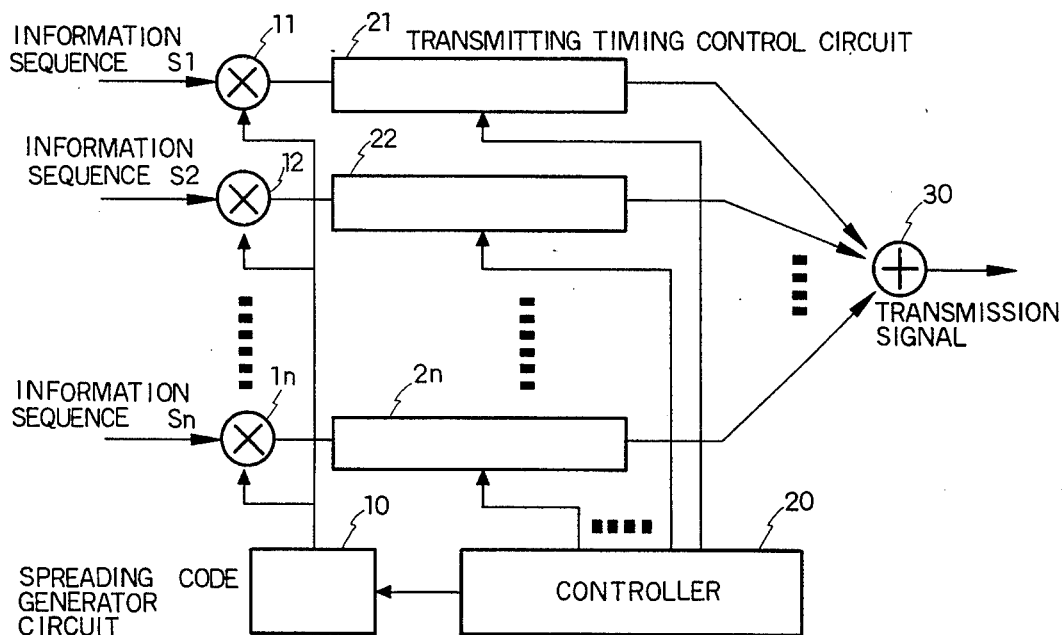 11
21
INFORMATION
SEQUENCE S1
TRANSMITTING TIMING CONTROL CIRCUIT
INFORMATION
SEQUENCE S2
12
22
30
TRANSMISSION
SIGNAL
INFORMATION
SEQUENCE Sn
1n
2n
10
20
SPREADING CODE
GENERATOR
CIRCUIT
CONTROLLER